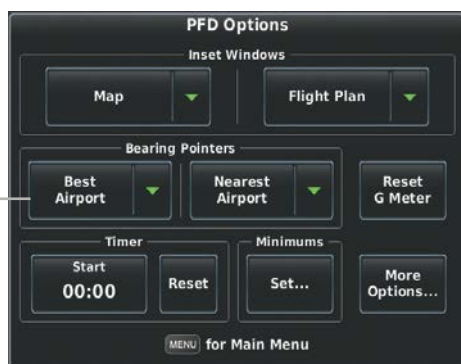 PFD Options
Inset Windows
Map
Flight Plan
Bearing Pointers
Best
Airport
Nearest
Airport
Reset
G Meter
Timer
Start
00:00
Reset
Minimums
Set...
More
Options...
MENU for Main Menu